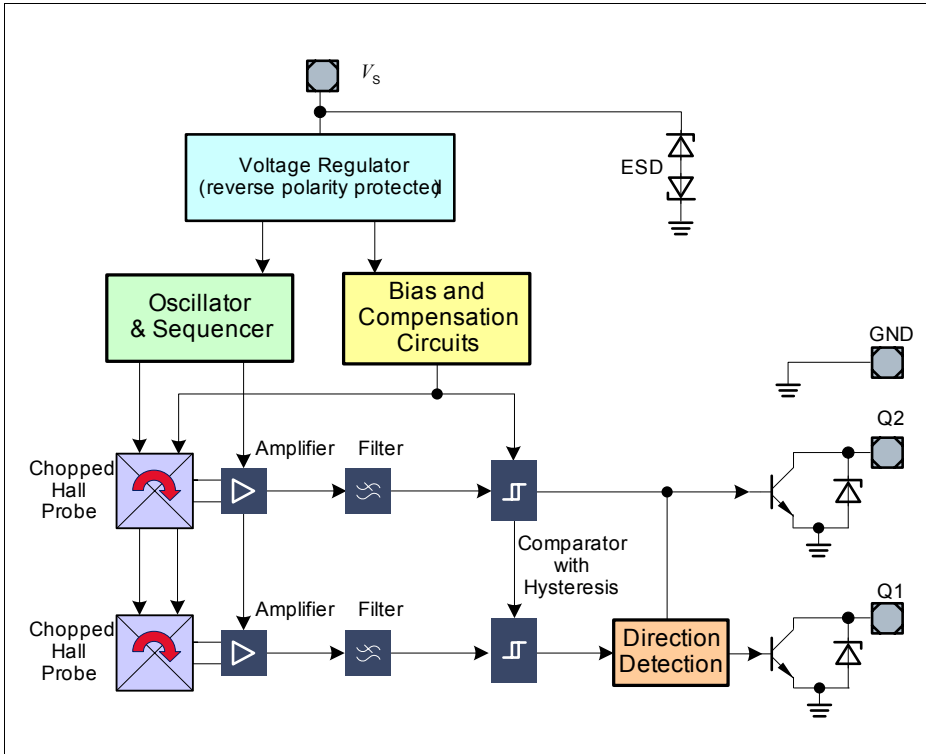 Vs
Voltage Regulator
(reverse polarity protected)
ESD
Oscillator
& Sequencer
Bias and
Compensation
Circuits
GND
Q2
Amplifier
Filter
Chopped
Hall
Probe
Comparator
with
Hysteresis
Q1
Amplifier
Filter
Chopped
Hall
Probe
Direction
Detection